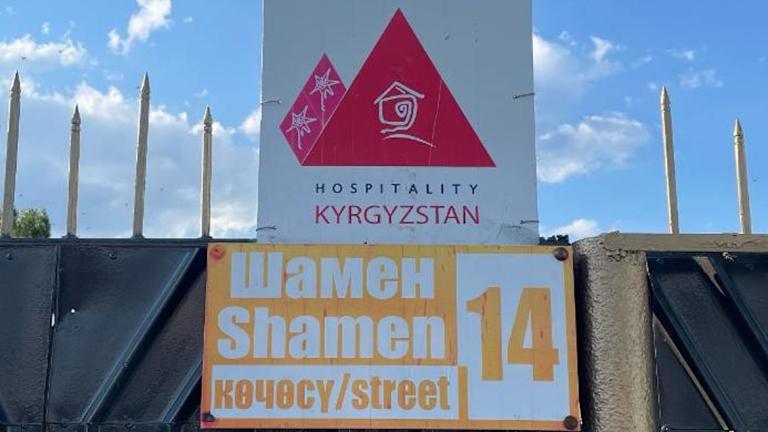 HOSPITALITY
KYRGYZSTAN
Шамен
Shamen
14
көчөсү/street